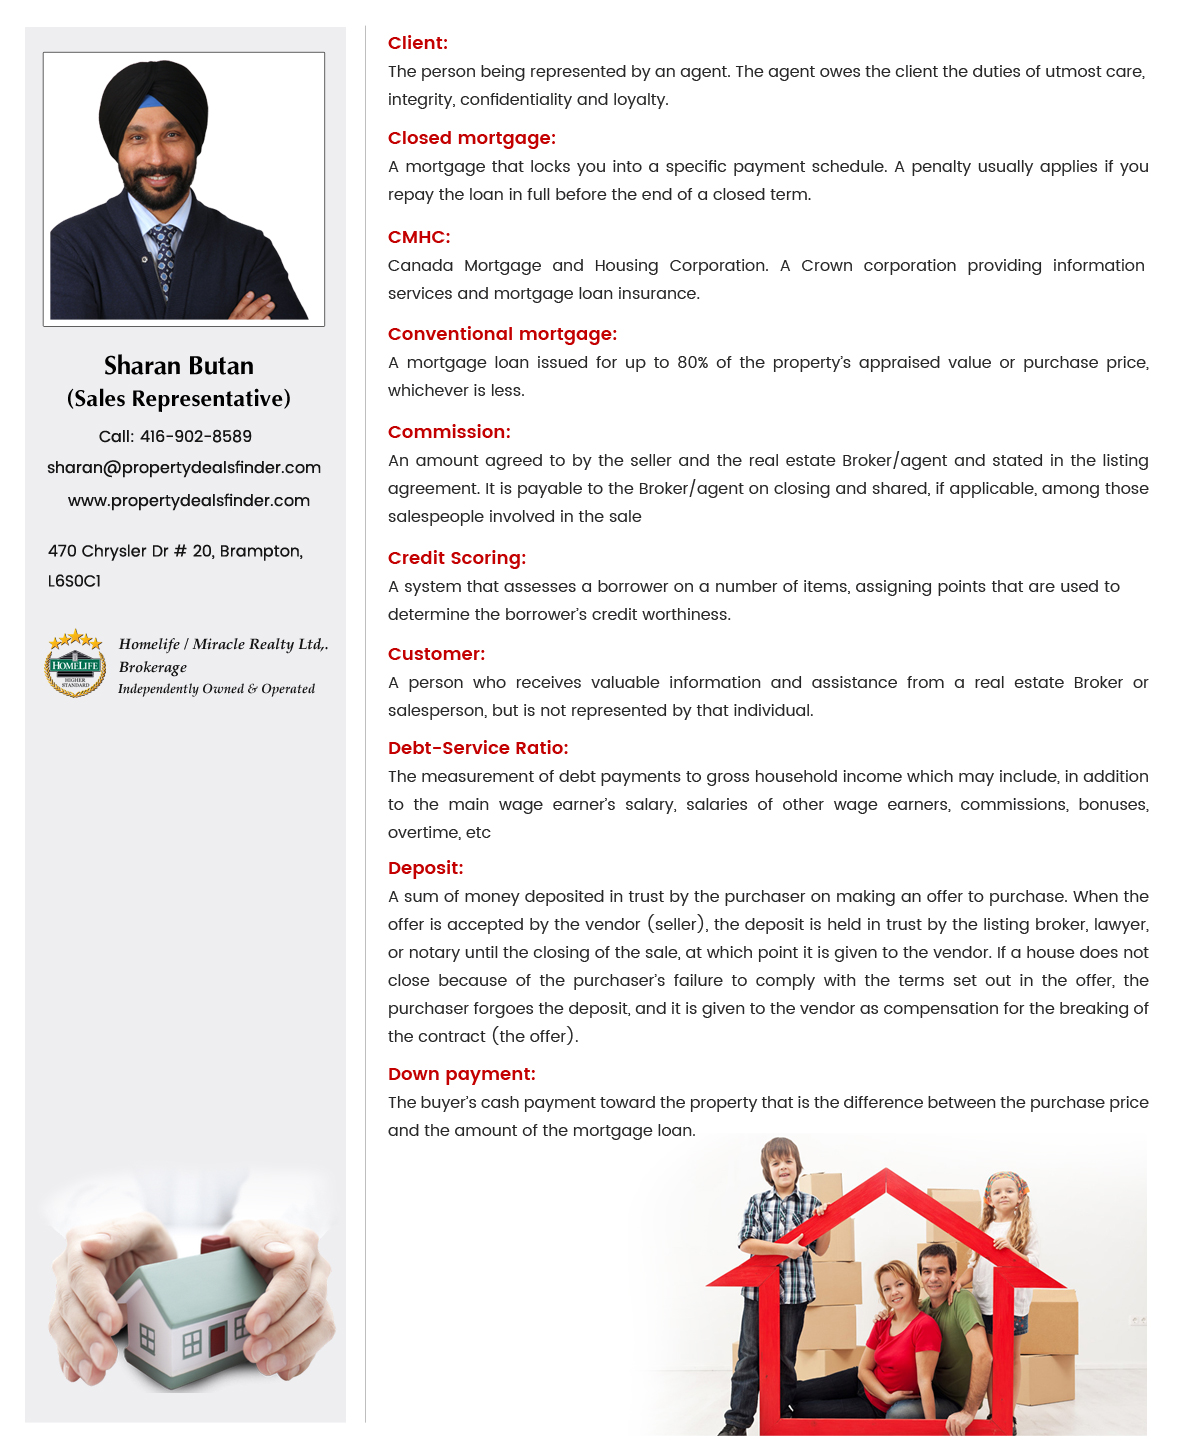 Sharan Butan
(Sales Representative)
Call: 416-902-8589
sharan@propertydealsfinder.com
www.propertydealsfinder.com
470 Chrysler Dr # 20, Brampton,
L6S0C1
HOMELIFE
HIGHER
STANDARD
Homelife / Miracle Realty Ltd,.
Brokerage
Independently Owned & Operated
Client:
The person being represented by an agent. The agent owes the client the duties of utmost care,
integrity, confidentiality and loyalty.
Closed mortgage:
A mortgage that locks you into a specific payment schedule. A penalty usually applies if you
repay the loan in full before the end of a closed term.
CMHC:
Canada Mortgage and Housing Corporation. A Crown corporation providing information
services and mortgage loan insurance.
Conventional mortgage:
A mortgage loan issued for up to 80% of the property’s appraised value or purchase price,
whichever is less.
Commission:
An amount agreed to by the seller and the real estate Broker/agent and stated in the listing
agreement. It is payable to the Broker/agent on closing and shared, if applicable, among those
salespeople involved in the sale
Credit Scoring:
A system that assesses a borrower on a number of items, assigning points that are used to
determine the borrower’s credit worthiness.
Customer:
A person who receives valuable information ad assistance from a real estate Broker or
salesperson, but is not represented by that individual.
Debt-Service Ratio:
The measurement of debt payments to gross household income which may include, in addition
to the main wage earner’s salary, salaries of other wage earners, commissions, bonuses,
overtime, etc
Deposit:
A sum of money deposited in trust by the purchaser on making an offer to purchase. When the
offer is accepted by the vendor (seller), the deposit is held in trust by the listing broker, lawyer,
or notary until the closing of the sale, at which point it is given to the vendor. If a house does not
close because of the purchaser’s failure to comply with the terms set out in the offer, the
purchaser forgoes the deposit, and it is given to the vendor as compensation for the breaking of
the contract (the offer).
Down payment:
The buyer’s cash payment toward the property that is the difference between the purchase price
and the amount of the mortgage loan.